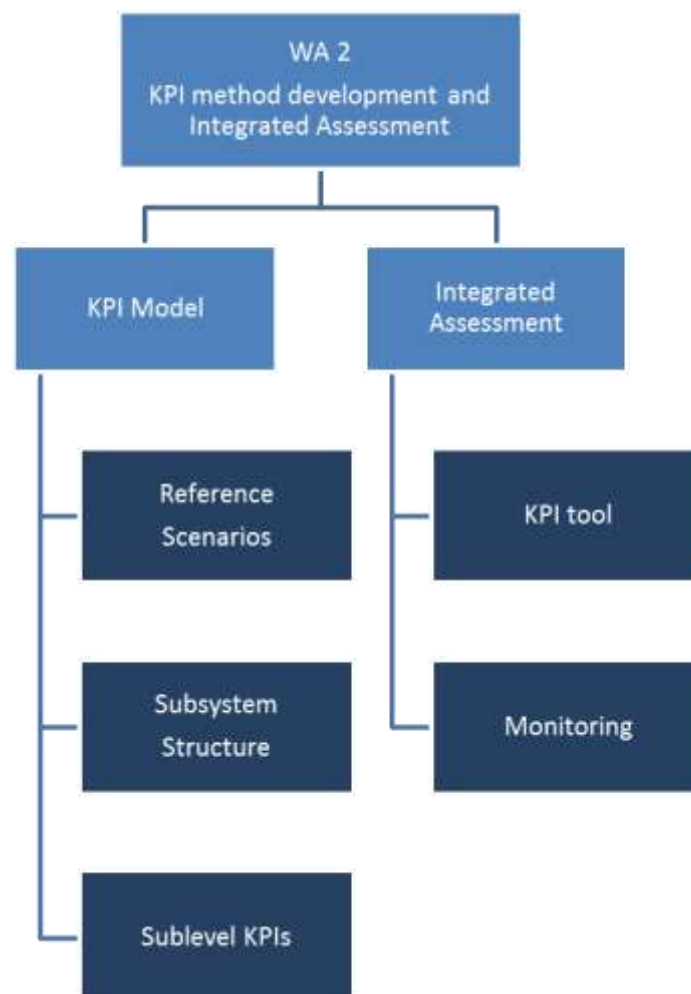 WA 2
KPI method development and
Integrated Assessment
KPI Model
Integrated
Assessment
Reference
Scenarios
KPI tool
Subsystem
Structure
Monitoring
Sublevel KPIs